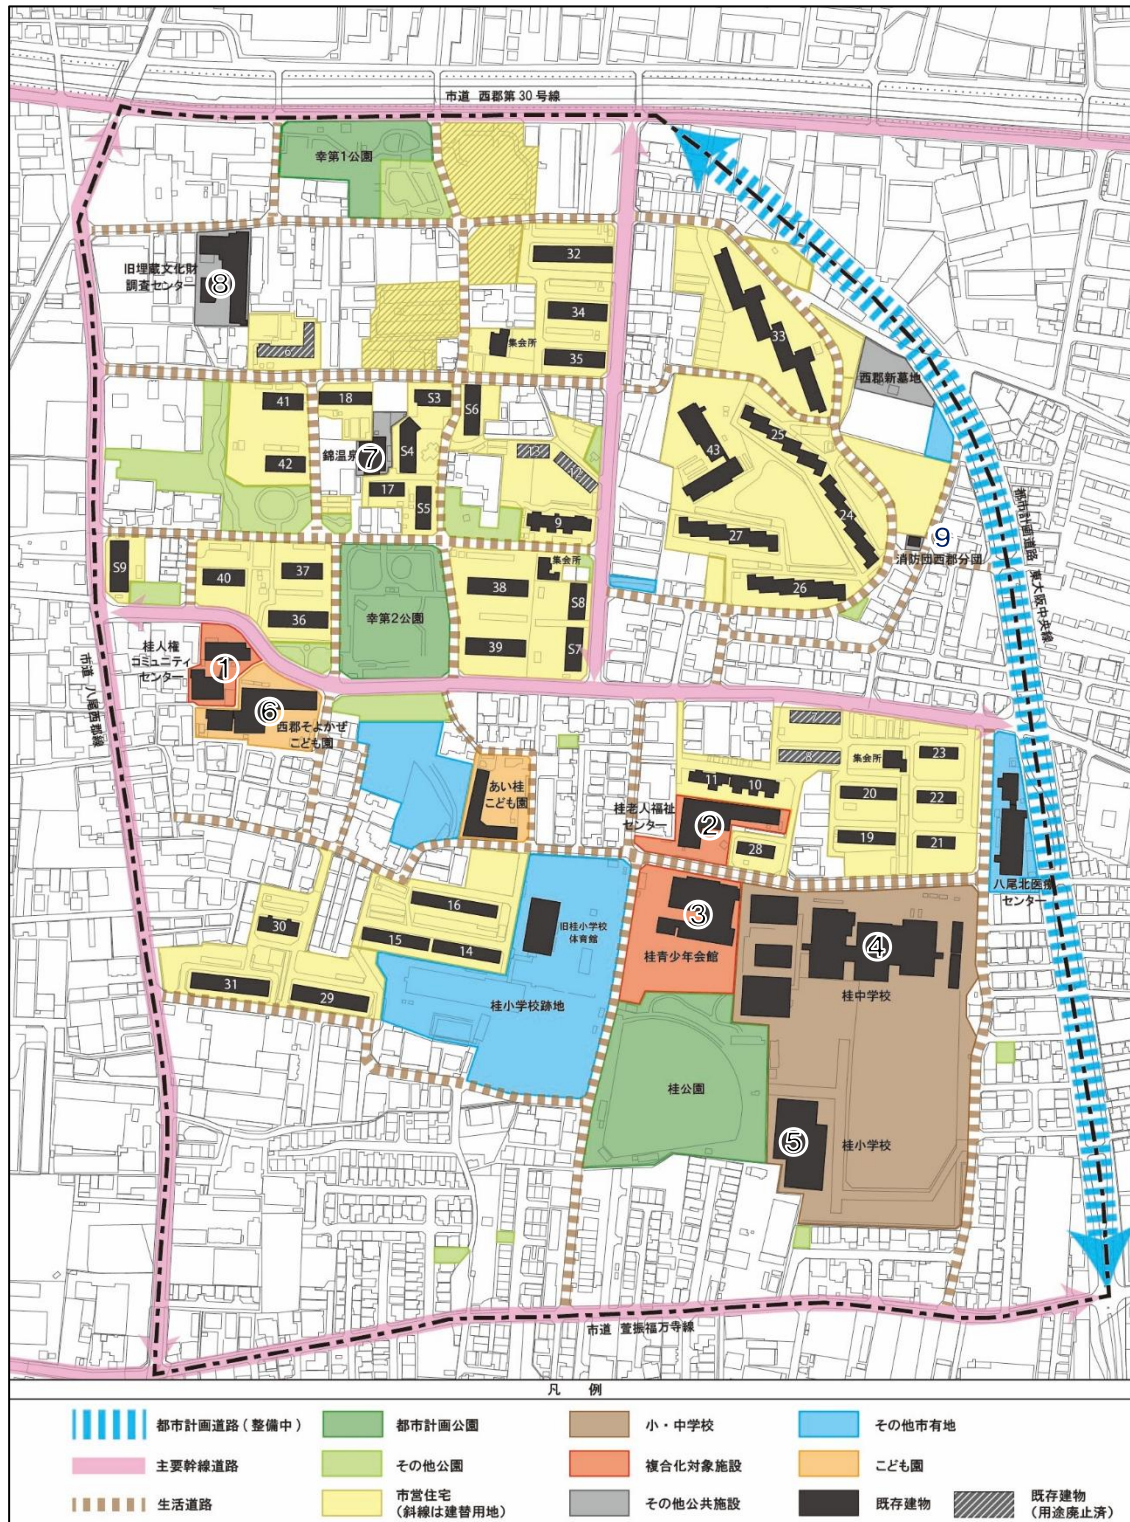 市道 西郡第30号線
幸第1公園
旧埋蔵文化財
調査センター
⑧
32
34
集会所
35
33
西郡新墓地
6
41
18
S3
S6
42
錦温泉
⑦
S4
17
S5
13
9
43
25
24
27
26
⑨
消防団西郡分団
都市計画道路 東大阪中央線
S9
40
37
36
幸第2公園
38
集会所
39
S8
S7
桂人権
コミュニティ
センター
①
⑥
西郡そよかぜ
こども園
市道 八尾西郡線
あい桂
こども園
7
8
集会所
23
11
10
20
22
桂老人福祉
センター
②
28
19
21
八尾北医療
センター
16
15
14
30
31
29
旧桂小学校
体育館
桂小学校跡地
③
桂青少年会館
④
桂中学校
桂公園
⑤
桂小学校
市道 萱振福万寺線
凡 例
都市計画道路(整備中)
都市計画公園
小・中学校
その他市有地
主要幹線道路
その他公園
複合化対象施設
こども園
生活道路
市営住宅
(斜線は建替用地)
その他公共施設
既存建物
既存建物
(用途廃止済)